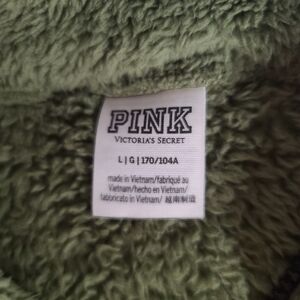 PINK
VICTORIA'S SECRET
L | G | 170/104A
made in Vietnam/fabriqué au
Vietnam/hecho en Vietnam/
fabbricato in Vietnam/ 越南制造